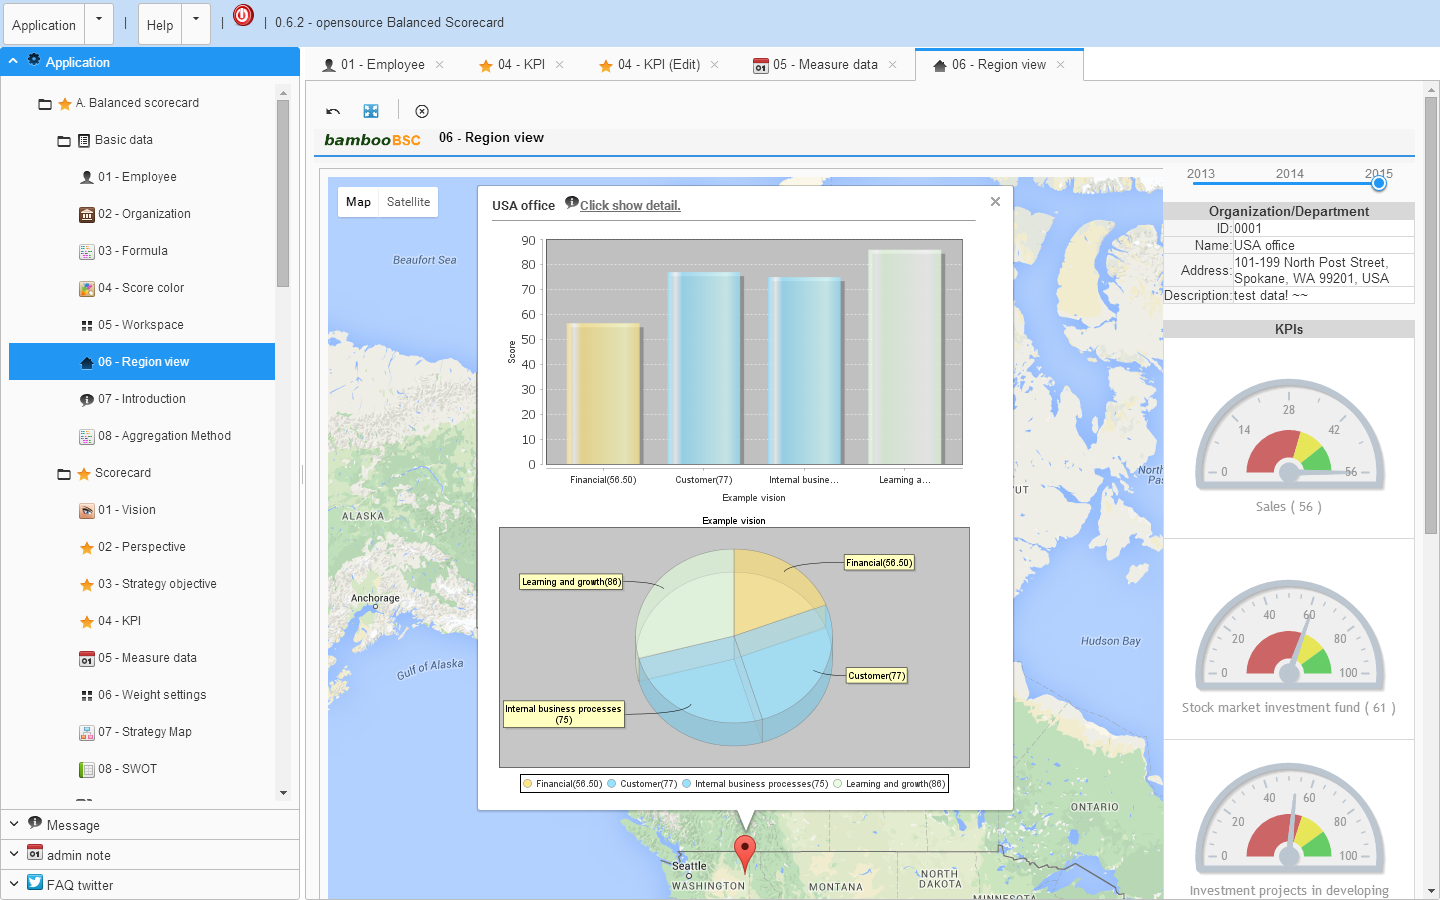 Application
Help
0.6.2 - opensource Balanced Scorecard
Application
A. Balanced scorecard
Basic data
01 - Employee
02 - Organization
03 - Formula
04 - Score color
05 - Workspace
06 - Region view
07 - Introduction
08 - Aggregation Method
Scorecard
01 - Vision
02 - Perspective
03 - Strategy objective
04 - KPI
05 - Measure data
06 - Weight settings
07 - Strategy Map
08 - SWOT
Message
admin note
FAQ twitter
01 - Employee
04 - KPI
04 - KPI (Edit)
05 - Measure data
06 - Region view
bambooBSC
06 - Region view
Map
Satellite
USA office
Click show detail.
90
80
70
60
50
40
30
20
10
0
Score
Financial(56.50)
Customer(77)
Internal busine...
Learning a...
Example vision
Example vision
Financial(56.50)
Learning and growth(86)
Customer(77)
Internal business processes
(75)
Financial(56.50)
Customer(77)
Internal business processes(75)
Learning and growth(86)
Beaufort Sea
ALASKA
Anchorage
Gulf of Alaska
Hudson Bay
ONTARIO
Seattle
WASHINGTON
MONTANA
NORTH
DAKOTA
MINNESOTA
2013
2014
2015
Organization/Department
ID: 0001
Name: USA office
Address: 101-199 North Post Street,
Spokane, WA 99201, USA
Description: test data! ~~
KPIs
0
14
28
42
56
Sales ( 56 )
0
20
40
60
80
100
Stock market investment fund ( 61 )
0
20
40
60
80
100
Investment projects in developing